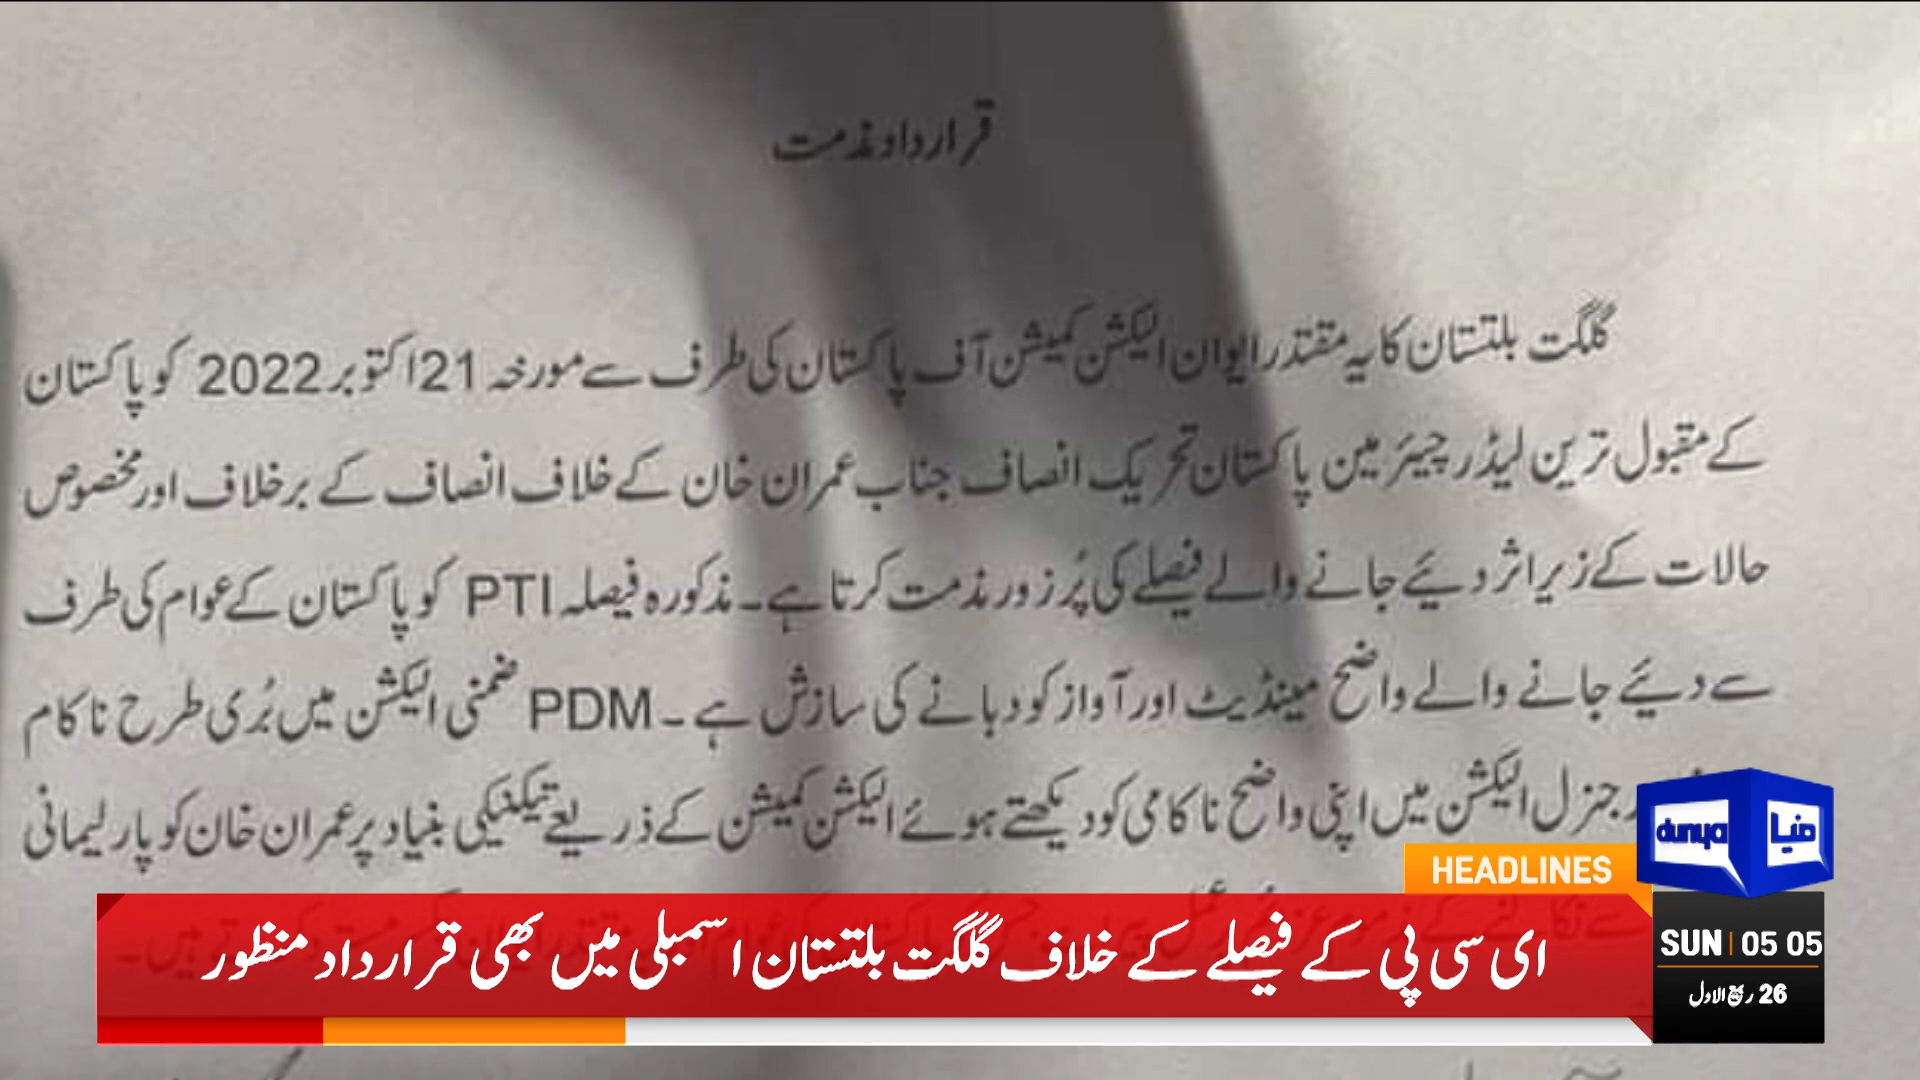 قرارداد مذمت
گلگت بلتستان کا یہ مقتدر ایوان الیکشن کمیشن آف پاکستان کی طرف سے مورخہ 21 اکتوبر 2022 کو پاکستان
کے مقبول ترین لیڈر چیئر مین پاکستان تحریک انصاف جناب عمران خان کے خلاف انصاف کے برخلاف اور مخصوص
حالات کے زیر اثر دیئے جانے والے فیصلے کی پُرزور مذمت کرتا ہے۔ مذکورہ فیصلہ PTI کو پاکستان کے عوام کی طرف
سے دیئے جانے والے واضح مینڈیٹ اور آواز کو دبانے کی سازش ہے۔ PDM ضمنی الیکشن میں بُری طرح ناکام
جنرل الیکشن میں اپنی واضح ناکامی کو دیکھتے ہوئے الیکشن کمیشن کے ذریعے تیکنیکی بنیاد پر عمران خان کو پارلیمانی
HEADLINES
dunya دنیا
ای سی پی کے فیصلے کے خلاف گلگت بلتستان اسمبلی میں بھی قرارداد منظور
SUN 05 05
26 ربیع الاول